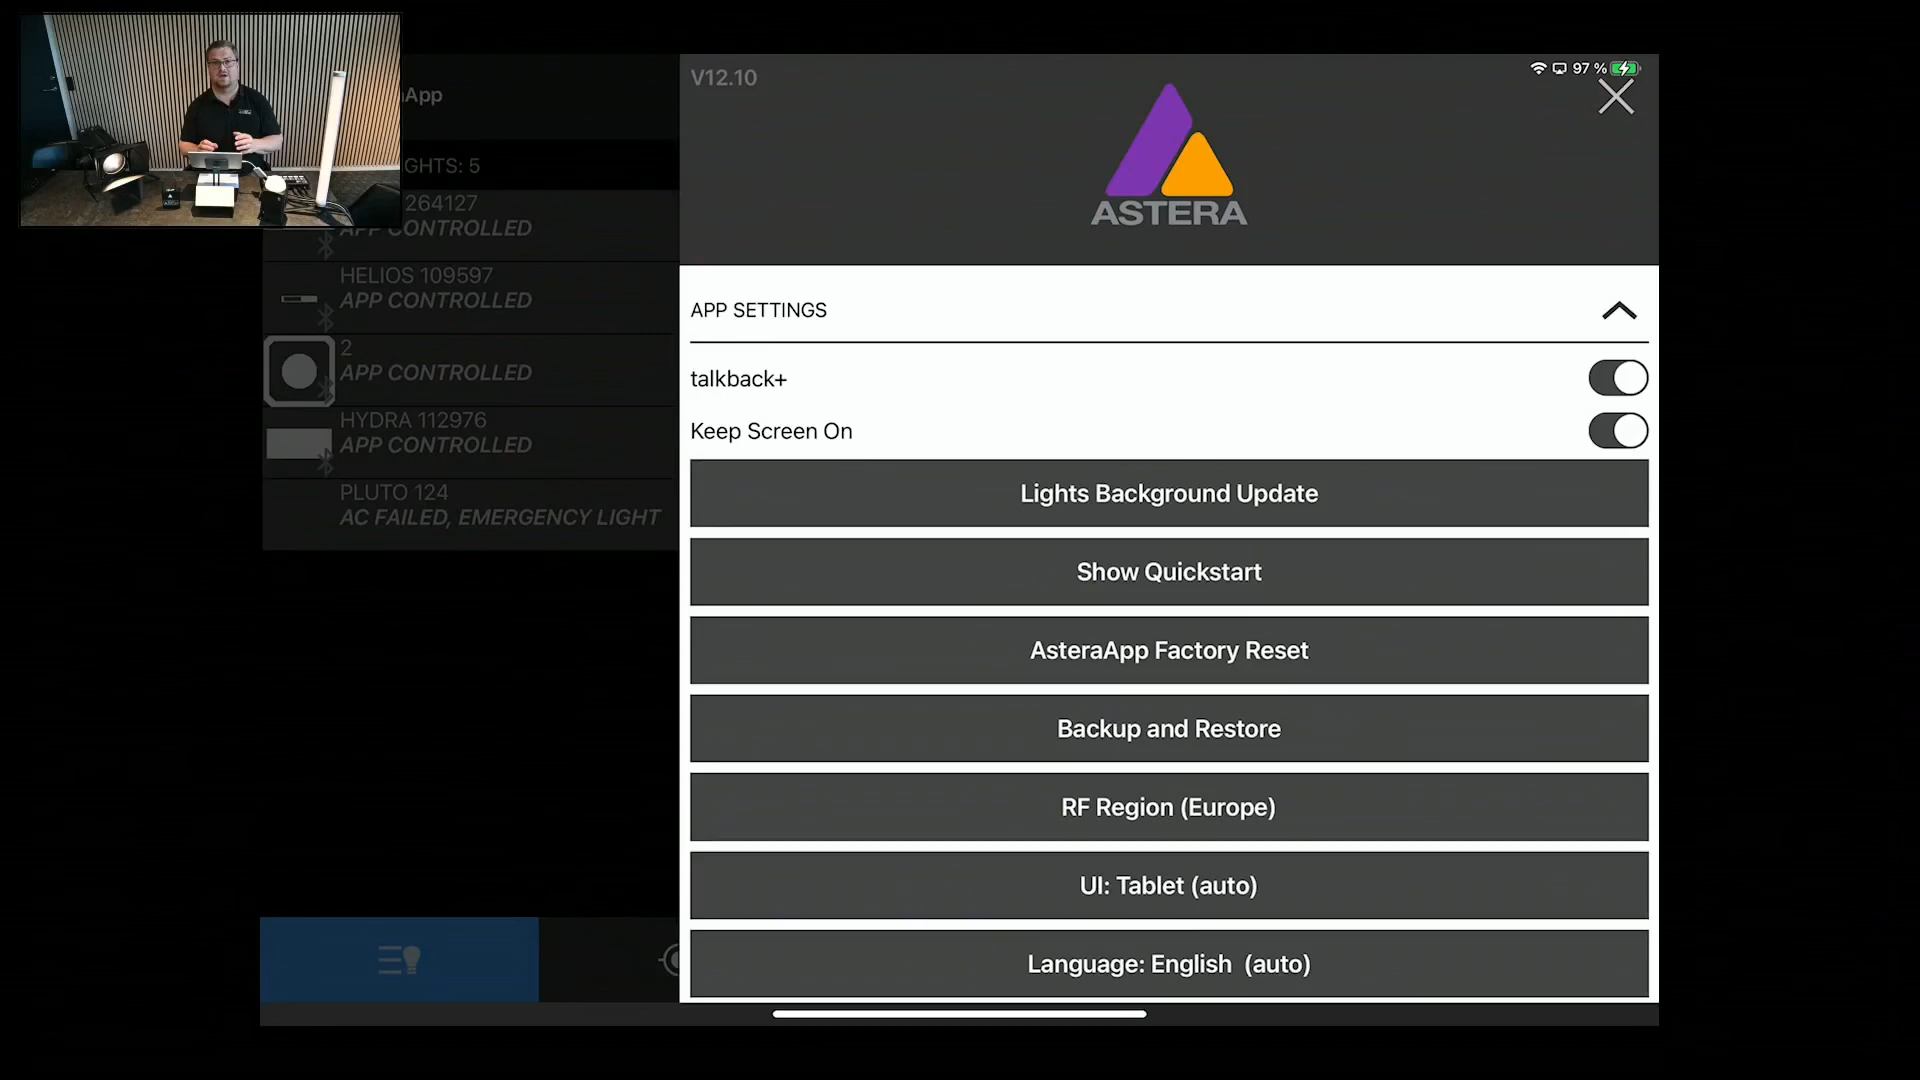 V12.10
97 %
App
GHTS: 5
264127
APP CONTROLLED
HELIOS 109597
APP CONTROLLED
2
APP CONTROLLED
HYDRA 112976
APP CONTROLLED
PLUTO 124
AC FAILED, EMERGENCY LIGHT
ASTERA
APP SETTINGS
talkback+
Keep Screen On
Lights Background Update
Show Quickstart
AsteraApp Factory Reset
Backup and Restore
RF Region (Europe)
UI: Tablet (auto)
Language: English (auto)